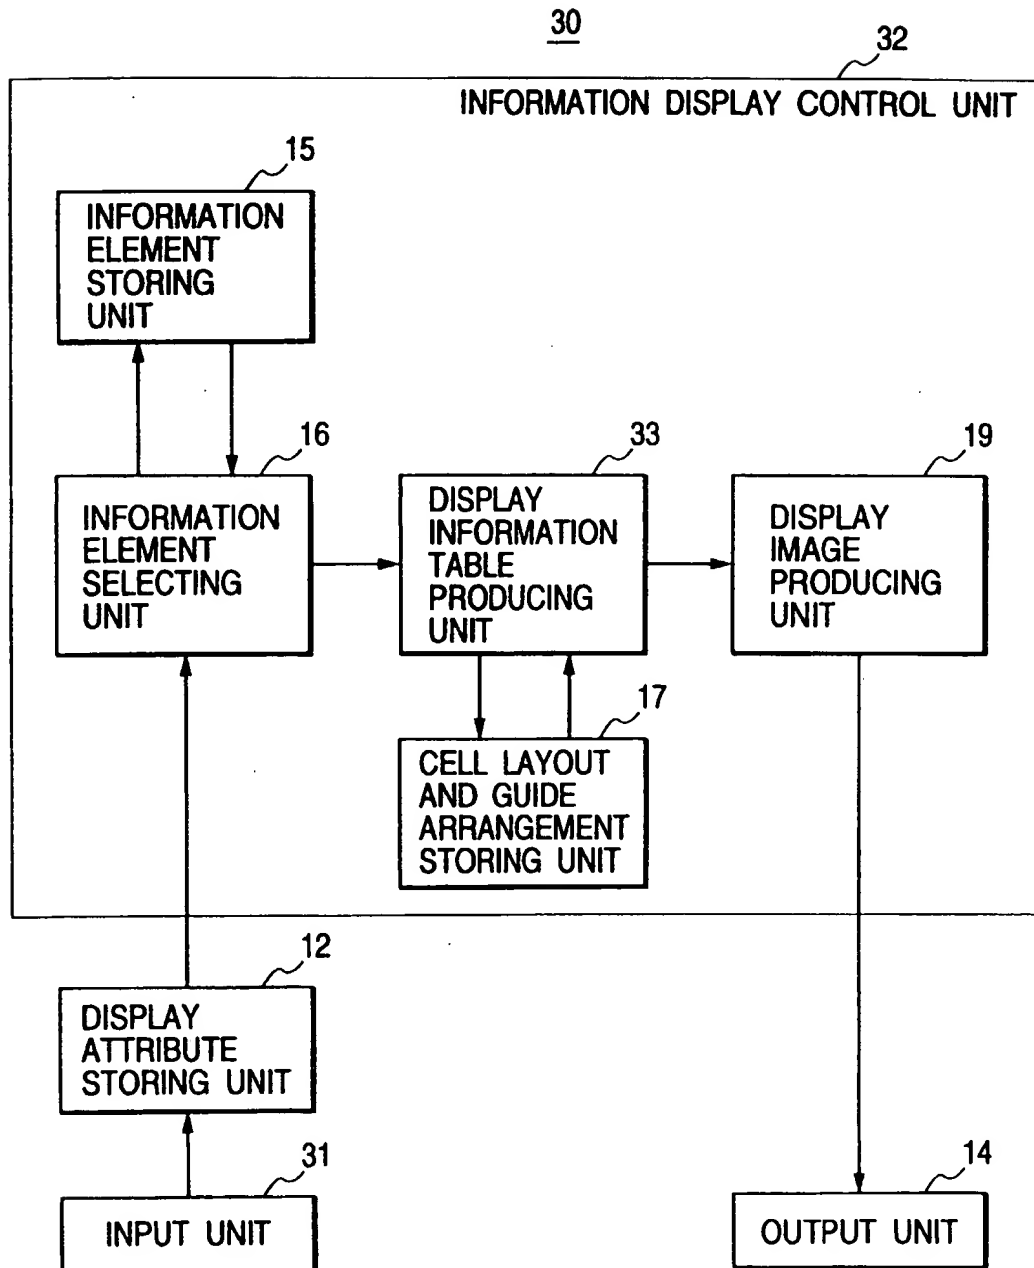 30
32
INFORMATION DISPLAY CONTROL UNIT
15
INFORMATION
ELEMENT
STORING
UNIT
16
INFORMATION
ELEMENT
SELECTING
UNIT
33
DISPLAY
INFORMATION
TABLE
PRODUCING
UNIT
19
DISPLAY
IMAGE
PRODUCING
UNIT
17
CELL LAYOUT
AND GUIDE
ARRANGEMENT
STORING UNIT
12
DISPLAY
ATTRIBUTE
STORING UNIT
31
INPUT UNIT
14
OUTPUT UNIT